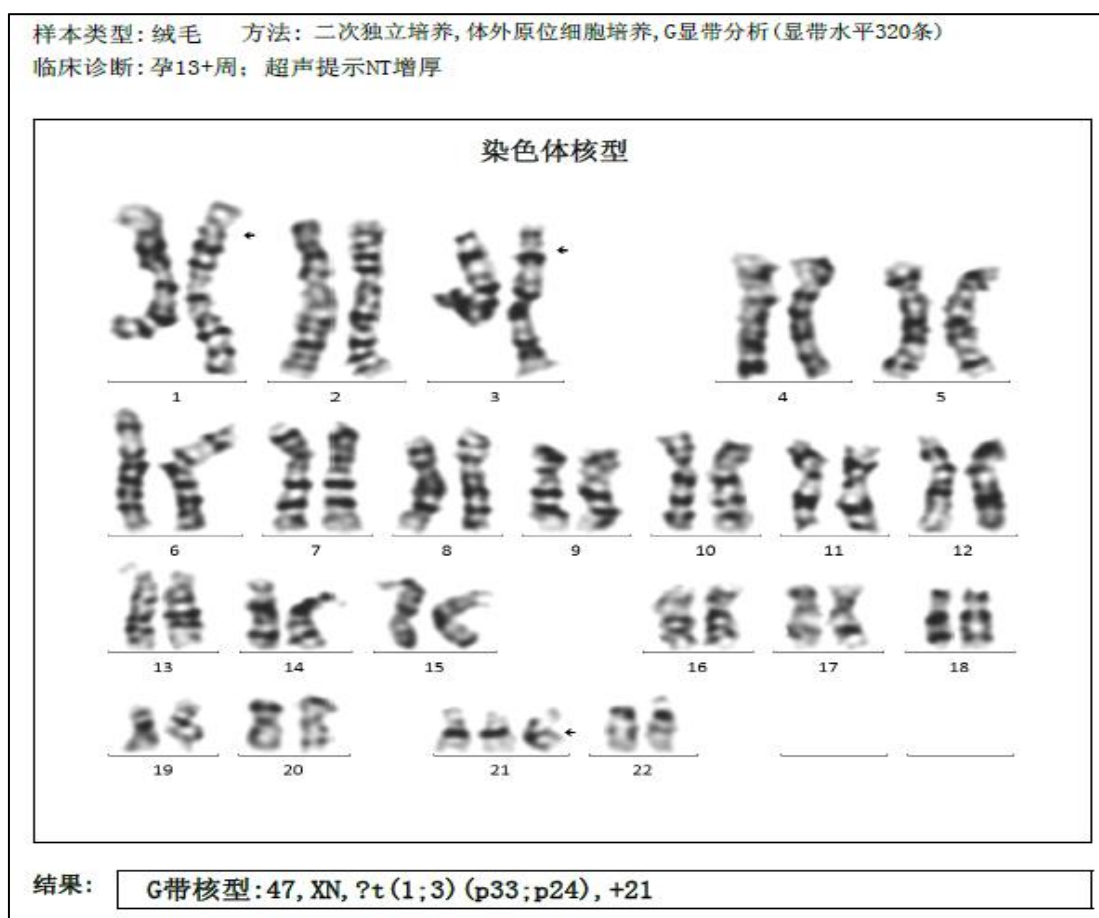 样本类型: 绒毛 方法: 二次独立培养, 体外原位细胞培养, G显带分析(显带水平320条)
临床诊断: 孕13+周; 超声提示NT增厚
染色体核型
1 2 3 4 5
6 7 8 9 10 11 12
13 14 15 16 17 18
19 20 21 22
结果: G带核型:47, XN, ?t(1;3)(p33;p24), +21